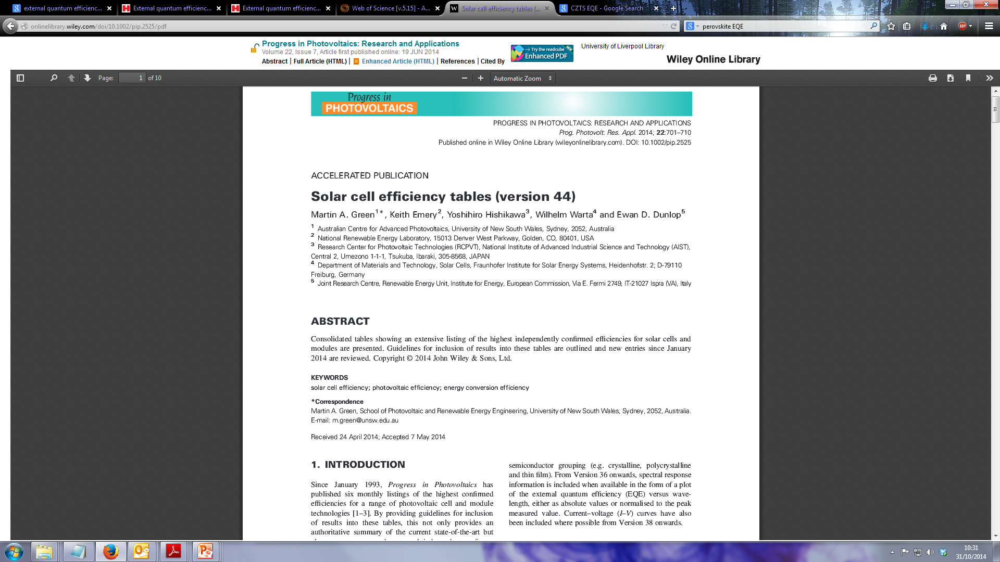 external quantum efficienc...
External quantum efficienc...
External quantum efficienc...
Web of Science [v.5.15] - A...
Solar cell efficiency tables (...
CZTS EQE - Google Search
onlinelibrary.wiley.com/doi/10.1002/pip.2525/pdf
perovskite EQE
Progress in Photovoltaics: Research and Applications
Volume 22, Issue 7, Article first published online: 19 JUN 2014
Abstract | Full Article (HTML) | Enhanced Article (HTML) | References | Cited By
→ Try the readcube
NEW
Enhanced PDF
University of Liverpool Library
Wiley Online Library
Page: 1 of 10
Automatic Zoom
Progress in
PHOTOVOLTAICS
PROGRESS IN PHOTOVOLTAICS: RESEARCH AND APPLICATIONS
Prog. Photovolt: Res. Appl. 2014; 22:701–710
Published online in Wiley Online Library (wileyonlinelibrary.com). DOI: 10.1002/pip.2525
ACCELERATED PUBLICATION
Solar cell efficiency tables (version 44)
Martin A. Green1*, Keith Emery2, Yoshihiro Hishikawa3, Wilhelm Warta4 and Ewan D. Dunlop5
1 Australian Centre for Advanced Photovoltaics, University of New South Wales, Sydney, 2052, Australia
2 National Renewable Energy Laboratory, 15013 Denver West Parkway, Golden, CO, 80401, USA
3 Research Center for Photovoltaic Technologies (RCPVT), National Institute of Advanced Industrial Science and Technology (AIST),
Central 2, Umezono 1-1-1, Tsukuba, Ibaraki, 305-8568, JAPAN
4 Department of Materials and Technology, Solar Cells, Fraunhofer Institute for Solar Energy Systems, Heidenhofstr. 2; D-79110
Freiburg, Germany
5 Joint Research Centre, Renewable Energy Unit, Institute for Energy, European Commission, Via E. Fermi 2749, IT-21027 Ispra (VA), Italy
ABSTRACT
Consolidated tables showing an extensive listing of the highest independently confirmed efficiencies for solar cells and
modules are presented. Guidelines for inclusion of results into these tables are outlined and new entries since January
2014 are reviewed. Copyright © 2014 John Wiley & Sons, Ltd.
KEYWORDS
solar cell efficiency; photovoltaic efficiency; energy conversion efficiency
*Correspondence
Martin A. Green, School of Photovoltaic and Renewable Energy Engineering, University of New South Wales, Sydney, 2052, Australia.
E-mail: m.green@unsw.edu.au
Received 24 April 2014; Accepted 7 May 2014
1. INTRODUCTION
Since January 1993, Progress in Photovoltaics has
published six monthly listings of the highest confirmed
efficiencies for a range of photovoltaic cell and module
technologies [1–3]. By providing guidelines for inclusion
of results into these tables, this not only provides an
authoritative summary of the current state-of-the-art but
semiconductor grouping (e.g. crystalline, polycrystalline
and thin film). From Version 36 onwards, spectral response
information is included when available in the form of a plot
of the external quantum efficiency (EQE) versus wave-
length, either as absolute values or normalised to the peak
measured value. Current–voltage (I–V) curves have also
been included where possible from Version 38 onwards.
10:31
31/10/2014